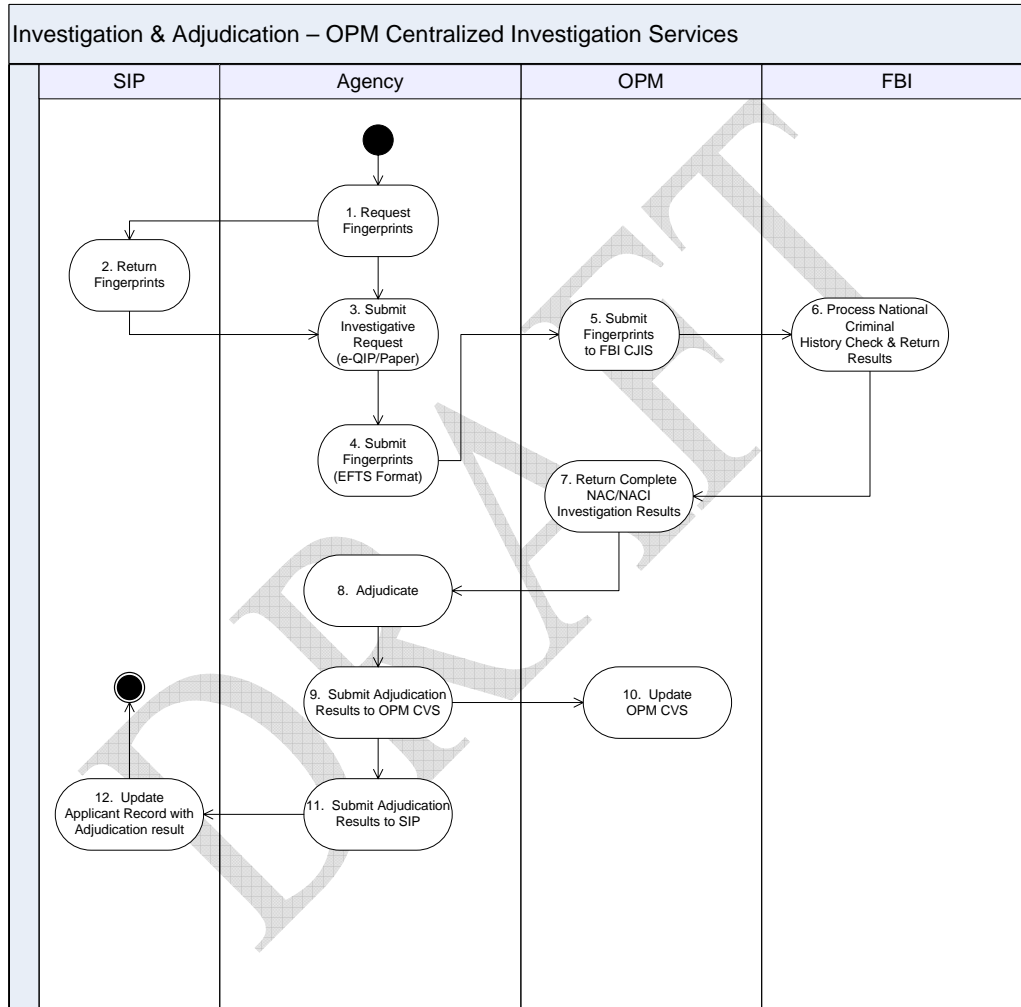 Investigation & Adjudication – OPM Centralized Investigation Services
SIP
Agency
OPM
FBI
1. Request
Fingerprints
2. Return
Fingerprints
3. Submit
Investigative
Request
(e-QIP/Paper)
4. Submit
Fingerprints
(EFTS Format)
5. Submit
Fingerprints
to FBI CJIS
6. Process National
Criminal
History Check & Return
Results
7. Return Complete
NAC/NACI
Investigation Results
8. Adjudicate
9. Submit Adjudication
Results to OPM CVS
10. Update
OPM CVS
11. Submit Adjudication
Results to SIP
12. Update
Applicant Record with
Adjudication result
DRAFT